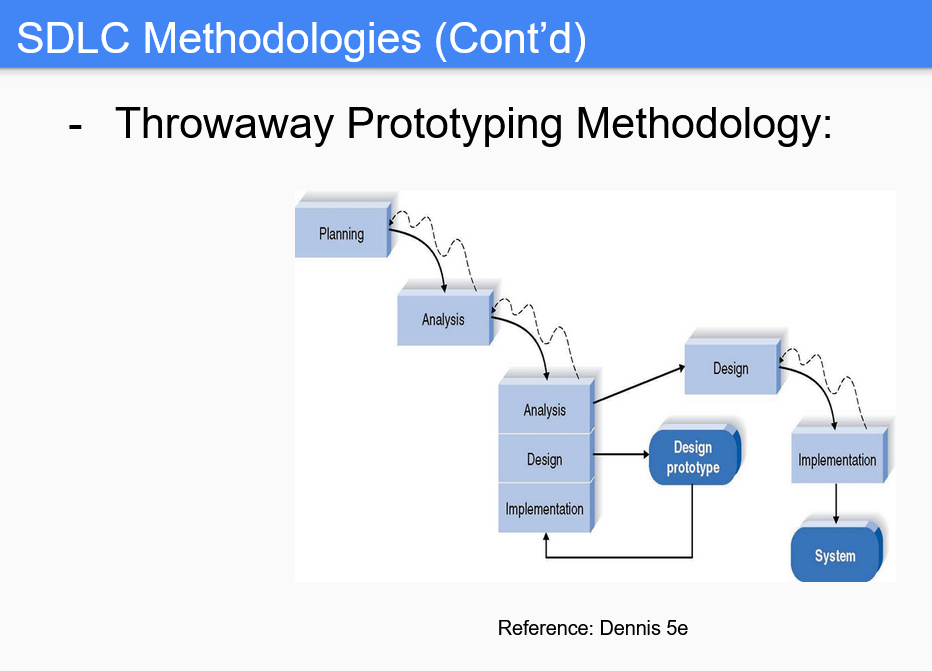 SDLC Methodologies (Cont’d)
- Throwaway Prototyping Methodology:
Planning
Analysis
Analysis
Design
Implementation
Design
prototype
Design
Implementation
System
Reference: Dennis 5e